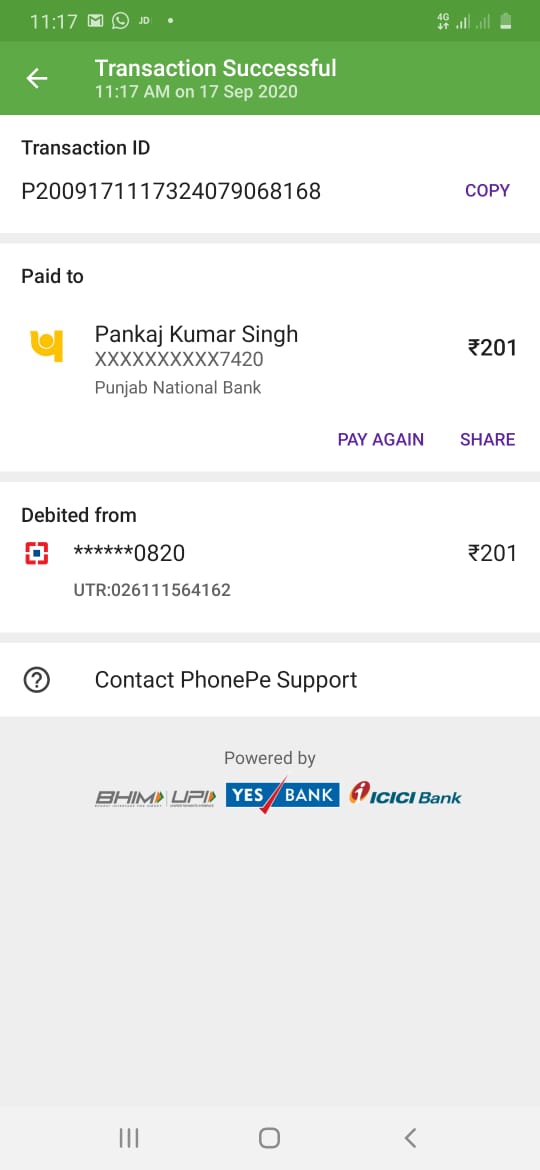 11:17 JD 4G
Transaction Successful
11:17 AM on 17 Sep 2020
Transaction ID
P2009171117324079068168 COPY
Paid to
Pankaj Kumar Singh
XXXXXXXXXX7420 ₹201
Punjab National Bank
PAY AGAIN SHARE
Debited from
******0820 ₹201
UTR:026111564162
Contact PhonePe Support
Powered by
BHIM UPI YES BANK ICICI Bank